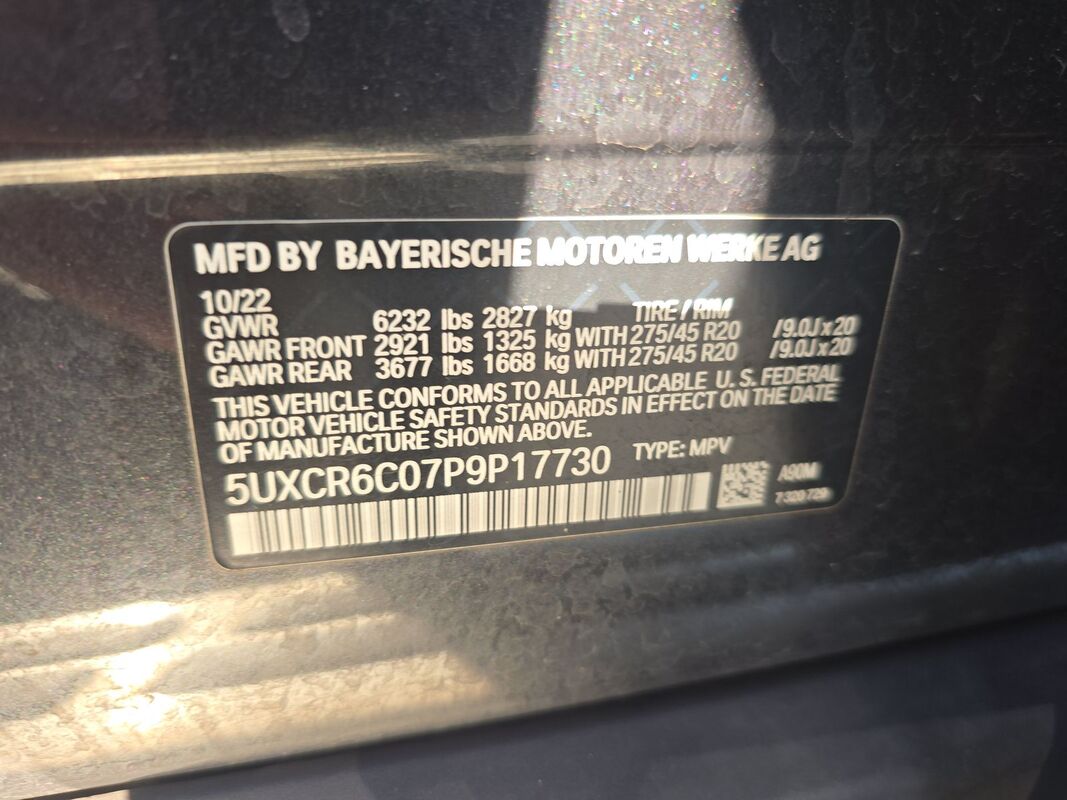 MFD BY BAYERISCHE MOTOREN WERKE AG
10/22 TIRE / RIM
GVWR 6232 lbs 2827 kg
GAWR FRONT 2921 lbs 1325 kg WITH 275/45 R20 /9.0J x 20
GAWR REAR 3677 lbs 1668 kg WITH 275/45 R20 /9.0J x 20
THIS VEHICLE CONFORMS TO ALL APPLICABLE U. S. FEDERAL
MOTOR VEHICLE SAFETY STANDARDS IN EFFECT ON THE DATE
OF MANUFACTURE SHOWN ABOVE.
5UXCR6C07P9P17730 TYPE: MPV
A90M